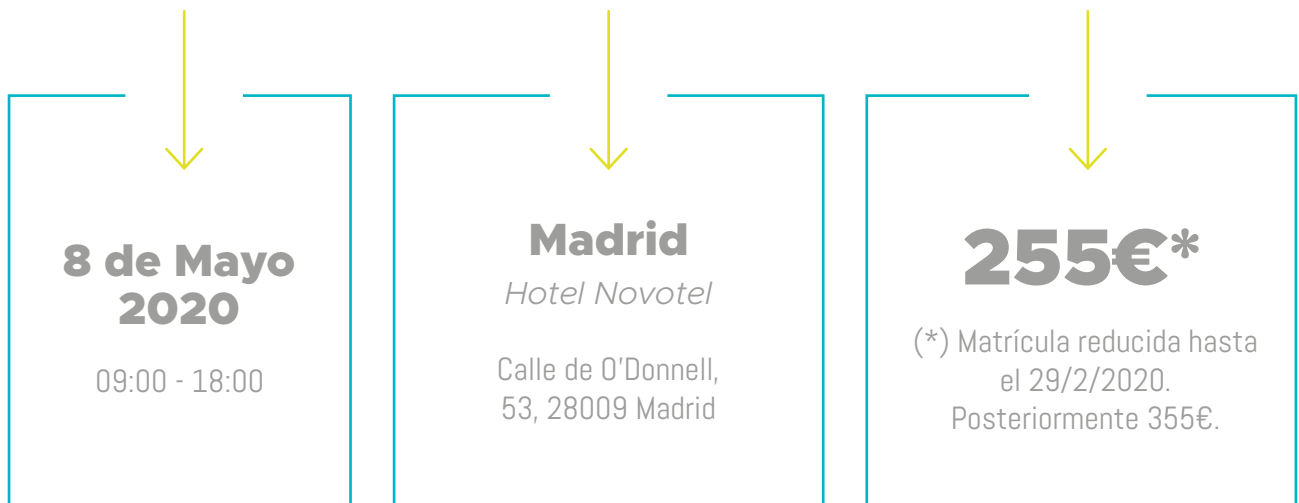 8 de Mayo
2020
09:00 - 18:00
Madrid
Hotel Novotel
Calle de O'Donnell,
53, 28009 Madrid
255€*
(*) Matrícula reducida hasta
el 29/2/2020.
Posteriormente 355€.